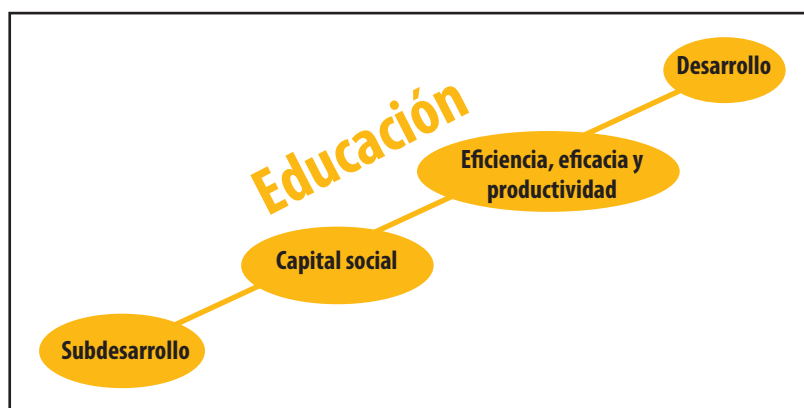 Desarrollo
Educación
Eficiencia, eficacia y
productividad
Capital social
Subdesarrollo